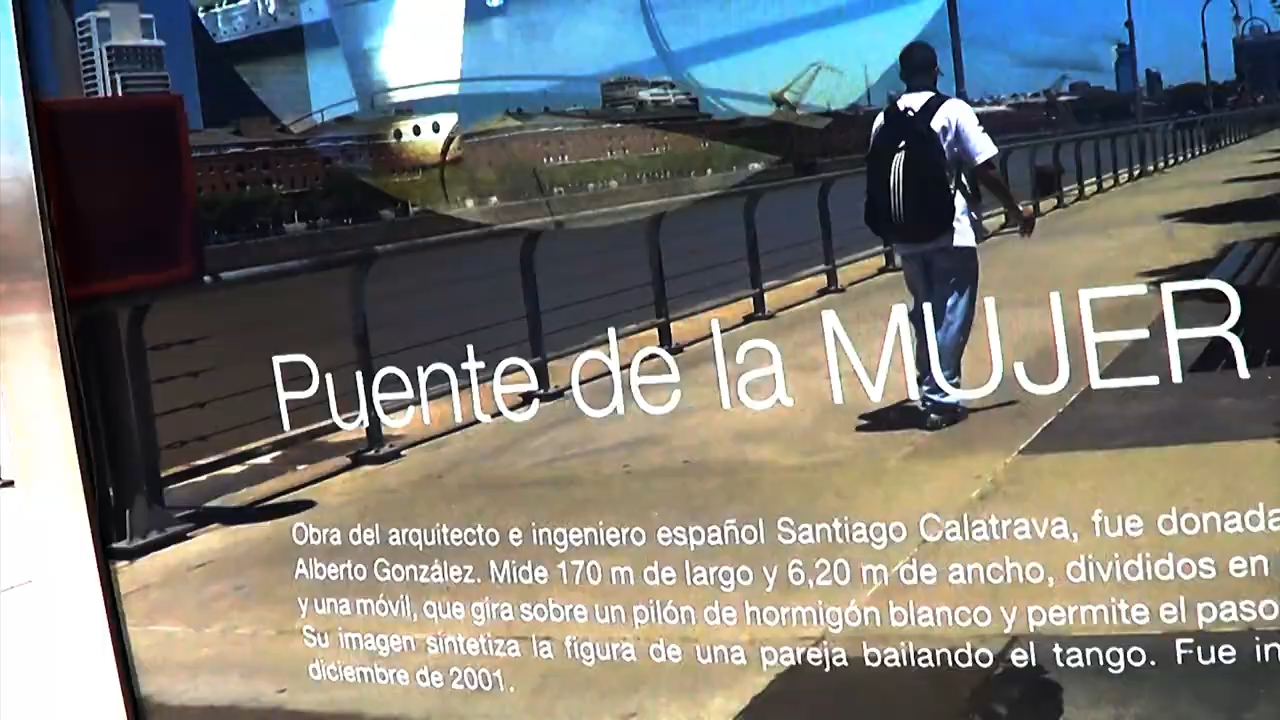 Puente de la MUJER
Obra del arquitecto e ingeniero español Santiago Calatrava, fue donada
Alberto González. Mide 170 m de largo y 6,20 m de ancho, divididos en
y una móvil, que gira sobre un pilón de hormigón blanco y permite el paso
Su imagen sintetiza la figura de una pareja bailando el tango. Fue in
diciembre de 2001.